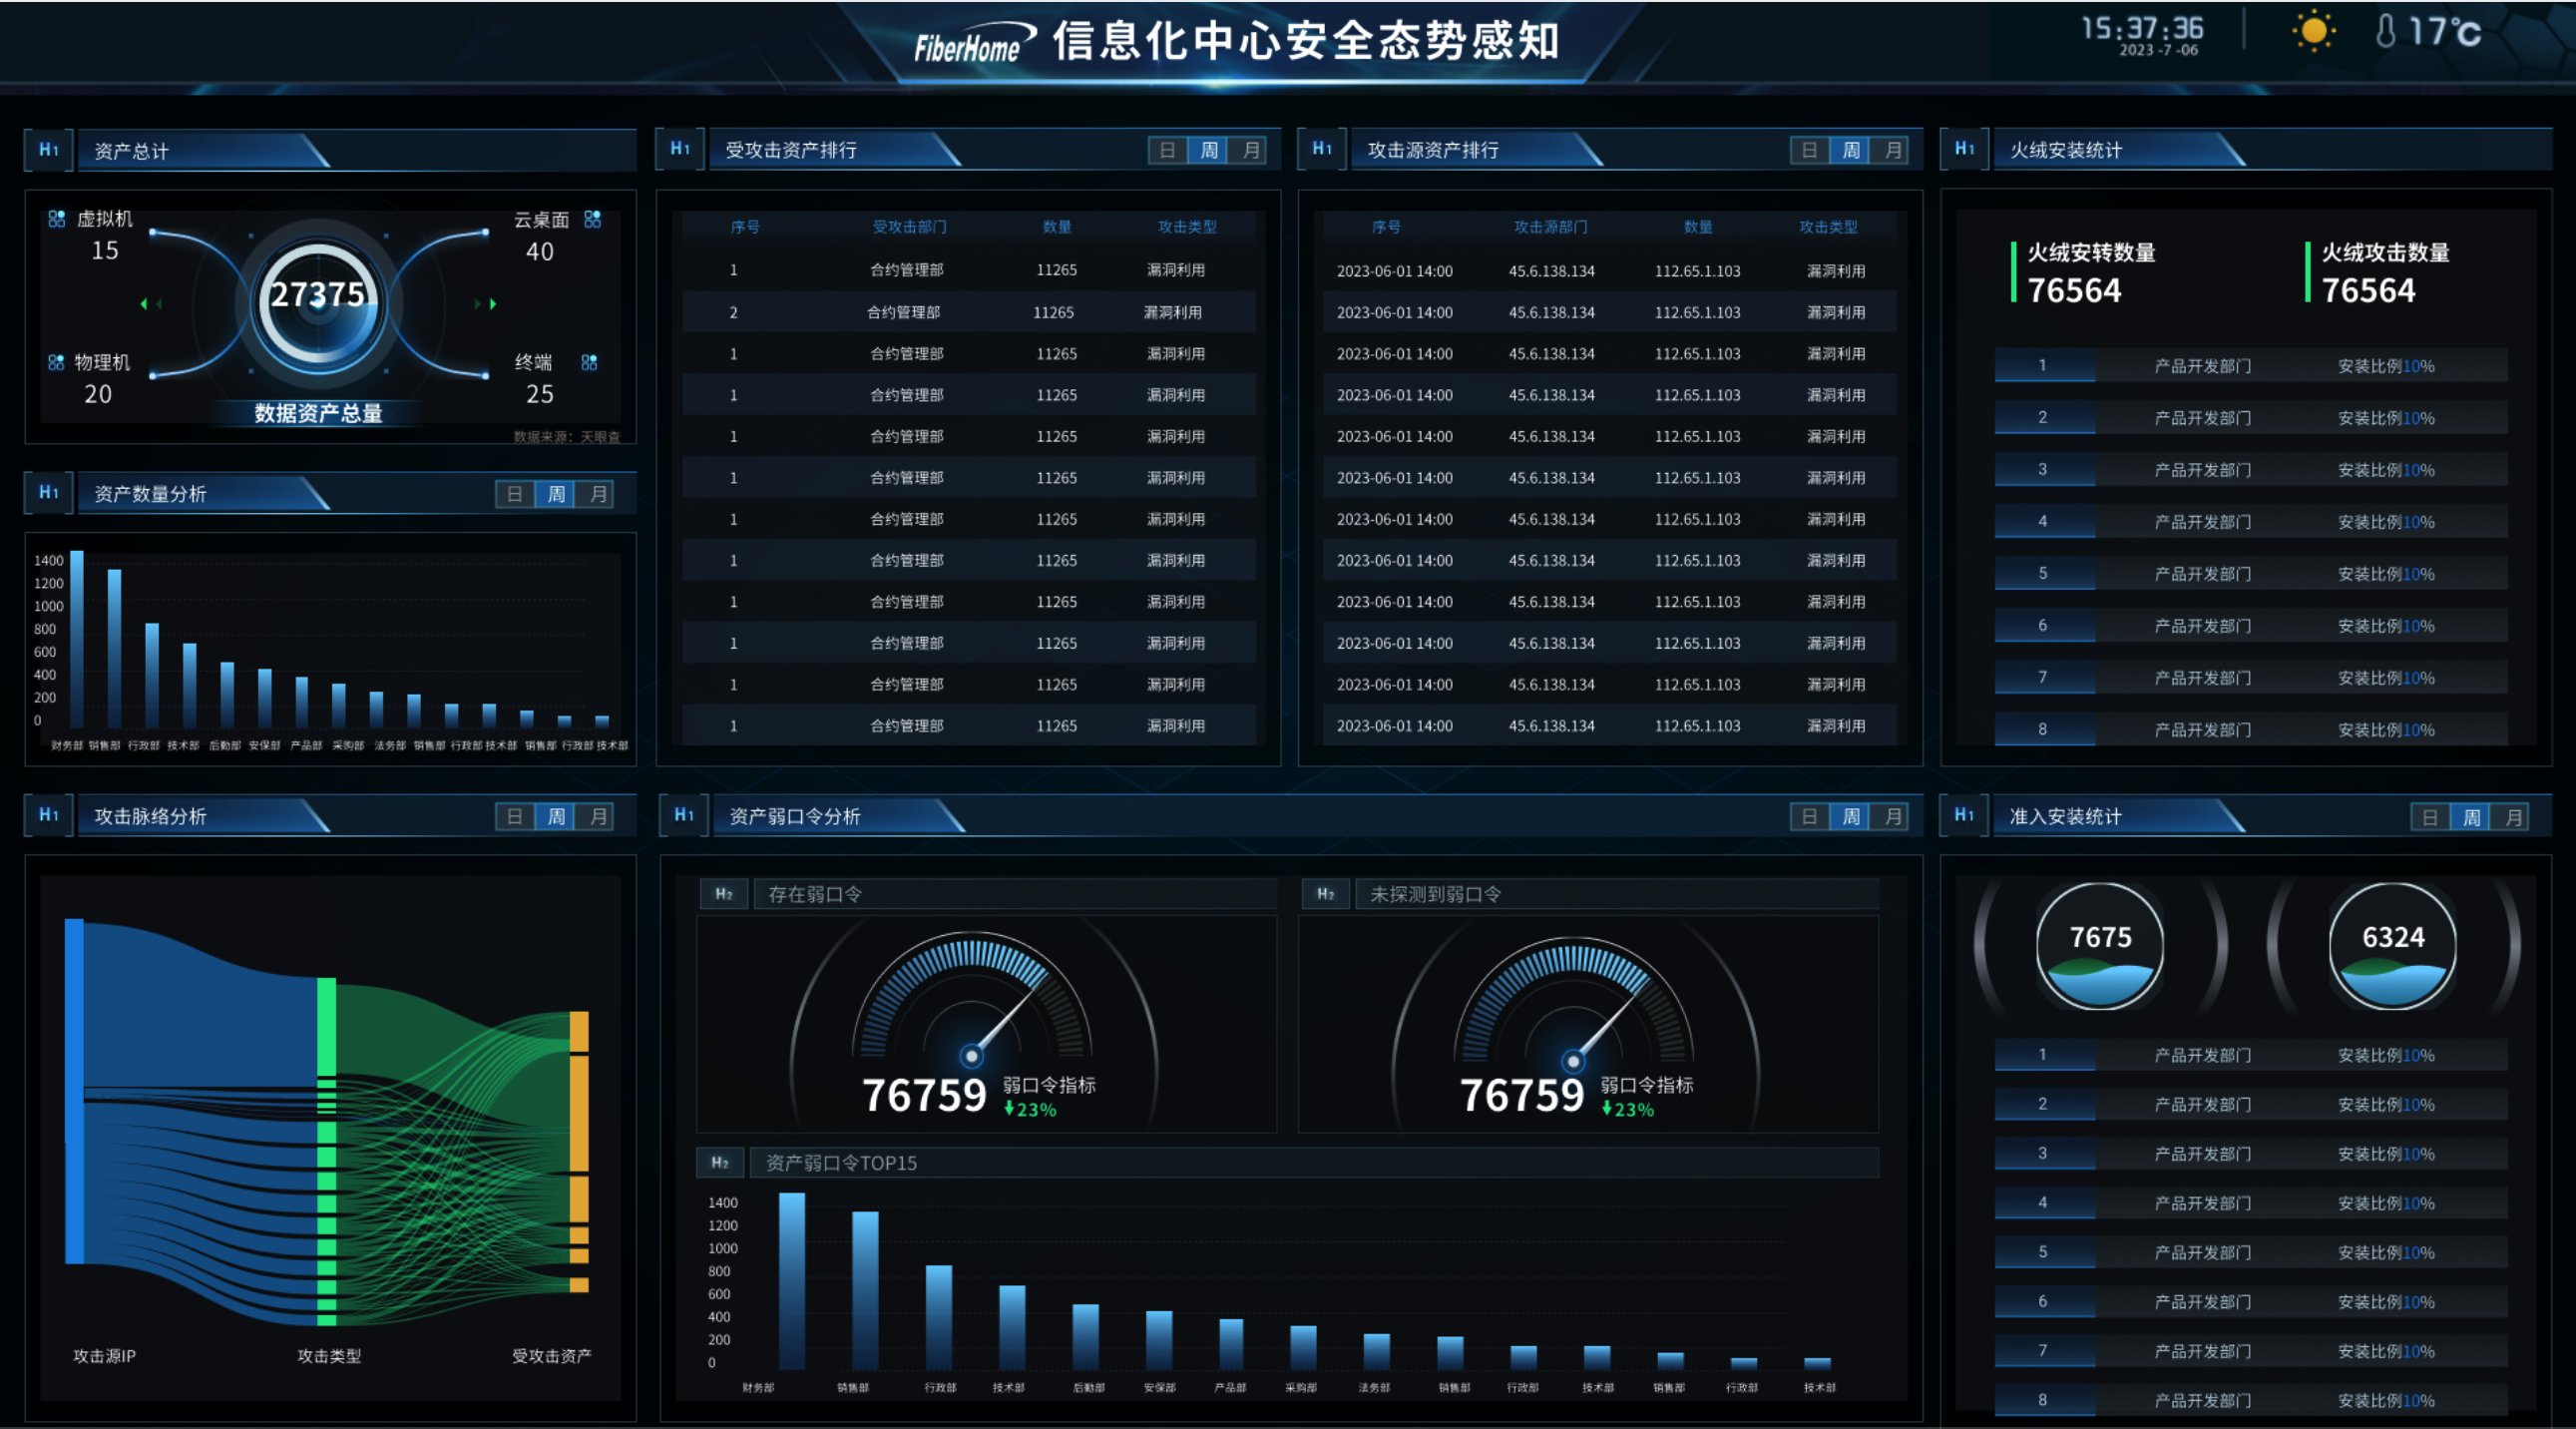 FiberHome 信息化中心安全态势感知
15:37:36
2023 -7 -06
17℃
H1 资产总计
虚拟机
15
云桌面
40
27375
物理机
20
终端
25
数据资产总量
数据来源：天眼查
H1 资产数量分析 日 周 月
1400
1200
1000
800
600
400
200
0
财务部 销售部 行政部 技术部 后勤部 安保部 产品部 采购部 法务部 销售部 行政部 技术部 销售部 行政部 技术部
H1 受攻击资产排行 日 周 月
序号 受攻击部门 数量 攻击类型
1 合约管理部 11265 漏洞利用
2 合约管理部 11265 漏洞利用
1 合约管理部 11265 漏洞利用
1 合约管理部 11265 漏洞利用
1 合约管理部 11265 漏洞利用
1 合约管理部 11265 漏洞利用
1 合约管理部 11265 漏洞利用
1 合约管理部 11265 漏洞利用
1 合约管理部 11265 漏洞利用
1 合约管理部 11265 漏洞利用
1 合约管理部 11265 漏洞利用
1 合约管理部 11265 漏洞利用
H1 攻击源资产排行 日 周 月
序号 攻击源部门 数量 攻击类型
2023-06-01 14:00 45.6.138.134 112.65.1.103 漏洞利用
2023-06-01 14:00 45.6.138.134 112.65.1.103 漏洞利用
2023-06-01 14:00 45.6.138.134 112.65.1.103 漏洞利用
2023-06-01 14:00 45.6.138.134 112.65.1.103 漏洞利用
2023-06-01 14:00 45.6.138.134 112.65.1.103 漏洞利用
2023-06-01 14:00 45.6.138.134 112.65.1.103 漏洞利用
2023-06-01 14:00 45.6.138.134 112.65.1.103 漏洞利用
2023-06-01 14:00 45.6.138.134 112.65.1.103 漏洞利用
2023-06-01 14:00 45.6.138.134 112.65.1.103 漏洞利用
2023-06-01 14:00 45.6.138.134 112.65.1.103 漏洞利用
2023-06-01 14:00 45.6.138.134 112.65.1.103 漏洞利用
2023-06-01 14:00 45.6.138.134 112.65.1.103 漏洞利用
H1 火绒安装统计
火绒安转数量
76564
火绒攻击数量
76564
1 产品开发部门 安装比例10%
2 产品开发部门 安装比例10%
3 产品开发部门 安装比例10%
4 产品开发部门 安装比例10%
5 产品开发部门 安装比例10%
6 产品开发部门 安装比例10%
7 产品开发部门 安装比例10%
8 产品开发部门 安装比例10%
H1 攻击脉络分析 日 周 月
攻击源IP 攻击类型 受攻击资产
H1 资产弱口令分析 日 周 月
H2 存在弱口令
76759 弱口令指标
23%
H2 未探测到弱口令
76759 弱口令指标
23%
H2 资产弱口令TOP15
1400
1200
1000
800
600
400
200
0
财务部 销售部 行政部 技术部 后勤部 安保部 产品部 采购部 法务部 销售部 行政部 技术部 销售部 行政部 技术部
H1 准入安装统计 日 周 月
7675 6324
1 产品开发部门 安装比例10%
2 产品开发部门 安装比例10%
3 产品开发部门 安装比例10%
4 产品开发部门 安装比例10%
5 产品开发部门 安装比例10%
6 产品开发部门 安装比例10%
7 产品开发部门 安装比例10%
8 产品开发部门 安装比例10%